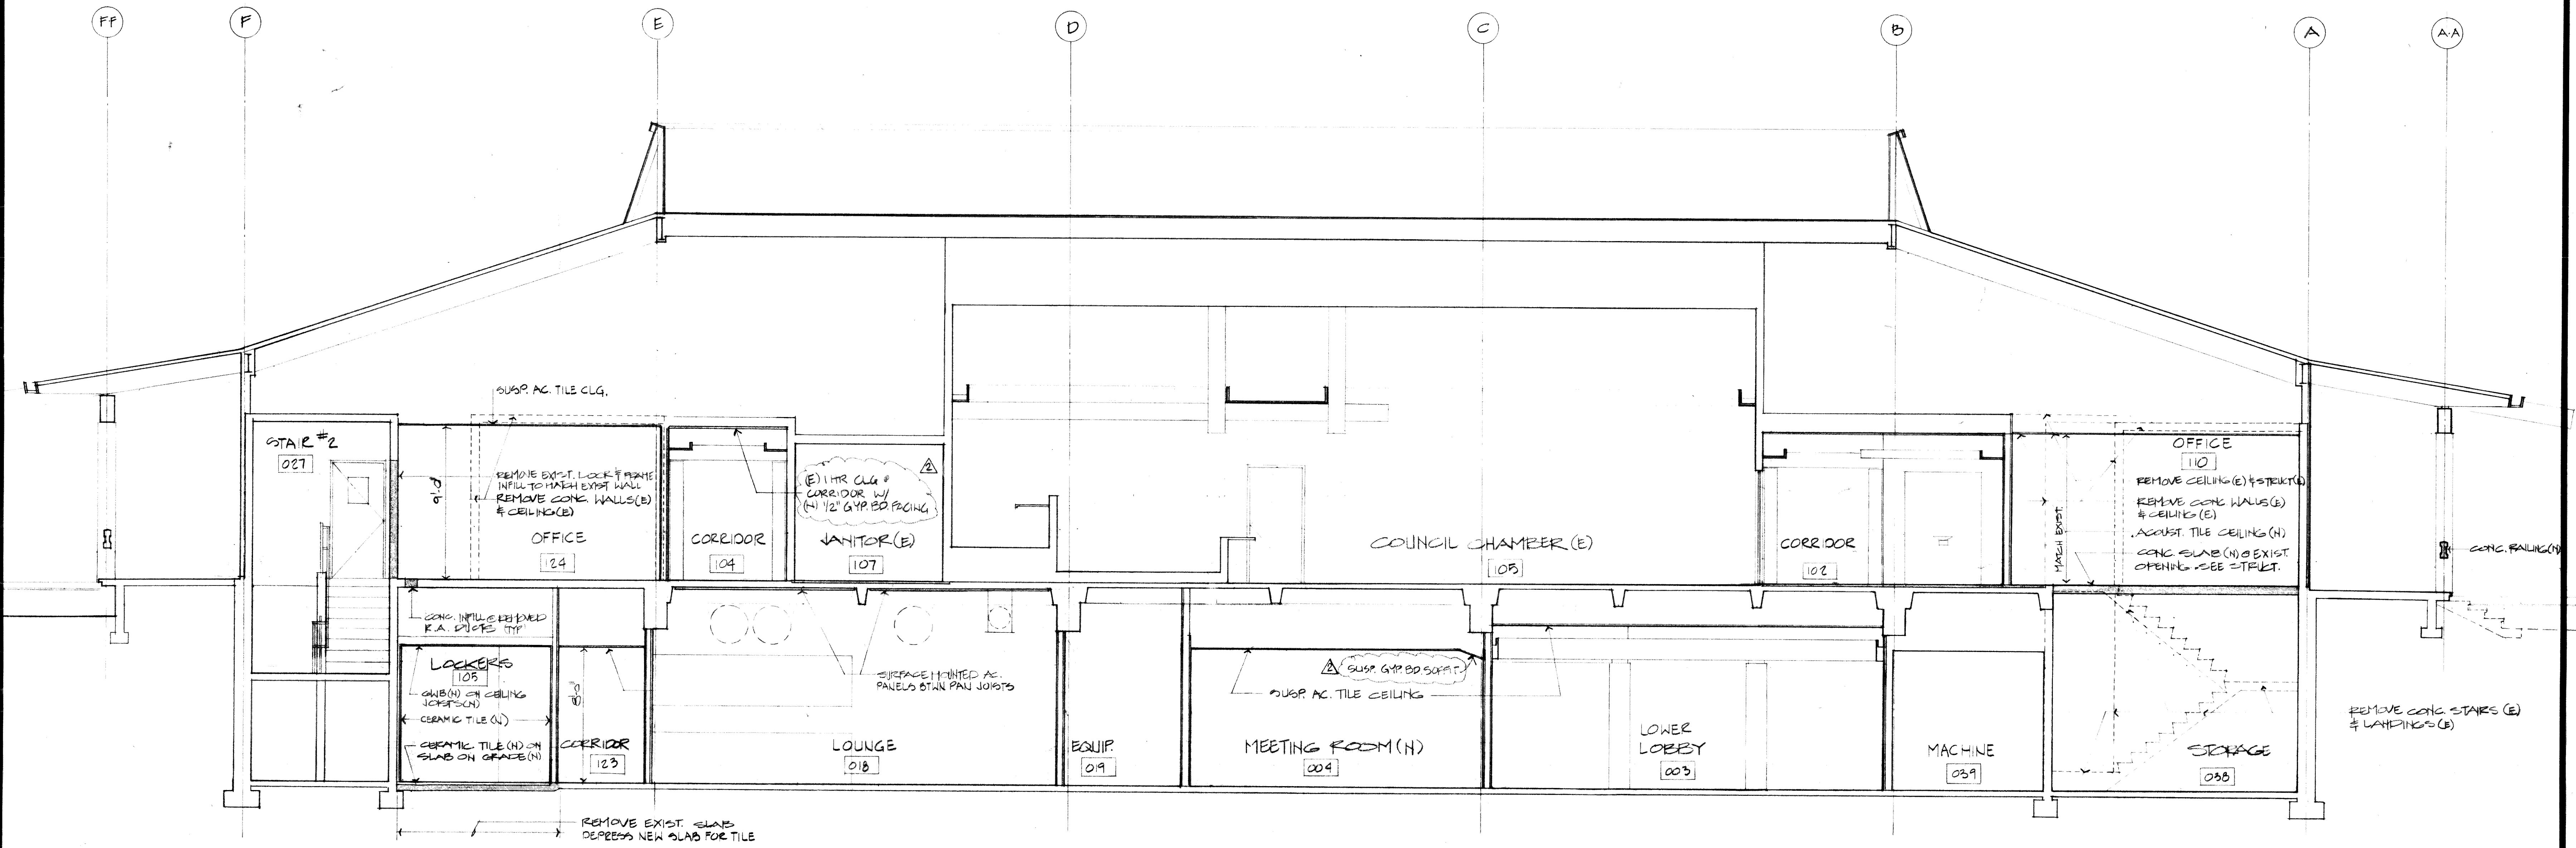 FF
F
E
D
C
B
A
A.A
SUSP. AC. TILE CLG.
STAIR #2
027
9'-0"
REMOVE EXIST. LOCK & FRAME
INFILL TO MATCH EXIST WALL
REMOVE CONC. WALLS (E)
& CEILING (E)
OFFICE
124
CORRIDOR
104
2
(E) 1 HR CLG @
CORRIDOR W/
(N) 1/2" GYP. BD. FACING
JANITOR (E)
107
COUNCIL CHAMBER (E)
105
CORRIDOR
102
MATCH EXIST.
OFFICE
110
REMOVE CEILING (E) & STRUCT (E)
REMOVE CONC WALLS (E)
& CEILING (E)
ACOUST. TILE CEILING (N)
CONC. SLAB (N) @ EXIST.
OPENING - SEE STRUCT.
CONC. RAILING (N)
CONC. INFILL @ REMOVED
R.A. DUCTS (TYP)
LOCKERS
105
GWB (N) ON CEILING
JOISTS (N)
CERAMIC TILE (N)
CERAMIC TILE (N) ON
SLAB ON GRADE (N)
8'-0"
CORRIDOR
123
SURFACE MOUNTED AC.
PANELS BTWN PAN JOISTS
LOUNGE
018
EQUIP.
019
2
SUSP. GYP. BD. SOFFIT
SUSP. AC. TILE CEILING
MEETING ROOM (N)
004
LOWER
LOBBY
003
MACHINE
039
STORAGE
038
REMOVE CONC. STAIRS (E)
& LANDINGS (E)
REMOVE EXIST. SLAB
DEPRESS NEW SLAB FOR TILE